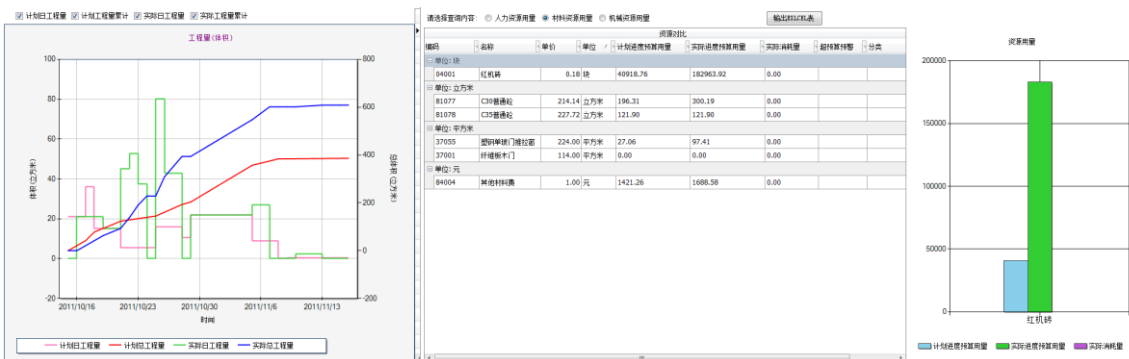 计划日工程量 计划工程量累计 实际日工程量 实际工程量累计
工程量(体积)
100
80
60
40
20
0
-20
800
600
400
200
0
-200
体积(立方米)
总体积(立方米)
2011/10/16 2011/10/23 2011/10/30 2011/11/6 2011/11/13
时间
计划日工程量 计划总工程量 实际日工程量 实际总工程量
请选择查询内容: 人力资源用量 材料资源用量 机械资源用量 输出EXLCEL表
资源对比
编码 名称 单价 单位 / 计划进度预算用量 实际进度预算用量 实际消耗量 超预算预警 分类
单位: 块
04001 红机砖 0.18 块 40918.76 182963.92 0.00
单位: 立方米
81077 C30普通砼 214.14 立方米 196.31 300.19 0.00
81078 C35普通砼 227.72 立方米 121.90 121.90 0.00
单位: 平方米
37055 塑钢单玻门维拉窗 224.00 平方米 27.06 97.41 0.00
37001 纤维板木门 114.00 平方米 0.00 0.00 0.00
单位: 元
84004 其他材料费 1.00 元 1421.26 1688.58 0.00
资源用量
200000
150000
100000
50000
0
红机砖
计划进度预算用量 实际进度预算用量 实际消耗量